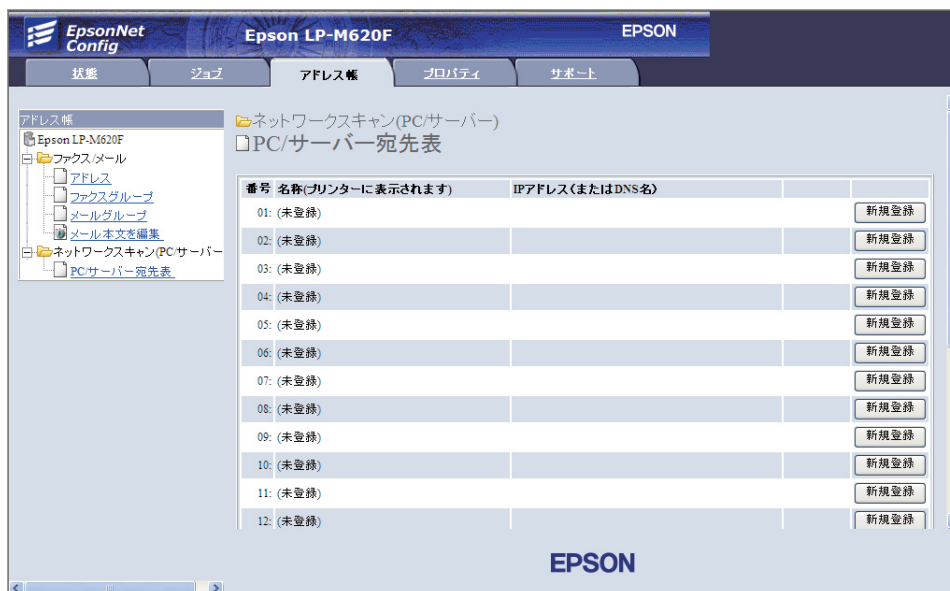 EpsonNet
Config
Epson LP-M620F
EPSON
状態
ジョブ
アドレス帳
プロパティ
サポート
アドレス帳
Epson LP-M620F
ファクス/メール
アドレス
ファクスグループ
メールグループ
メール本文を編集
ネットワークスキャン(PC/サーバー
PC/サーバー宛先表
ネットワークスキャン(PC/サーバー)
PC/サーバー宛先表
番号 名称(プリンターに表示されます) IPアドレス(またはDNS名)
01: (未登録) 新規登録
02: (未登録) 新規登録
03: (未登録) 新規登録
04: (未登録) 新規登録
05: (未登録) 新規登録
06: (未登録) 新規登録
07: (未登録) 新規登録
08: (未登録) 新規登録
09: (未登録) 新規登録
10: (未登録) 新規登録
11: (未登録) 新規登録
12: (未登録) 新規登録
EPSON